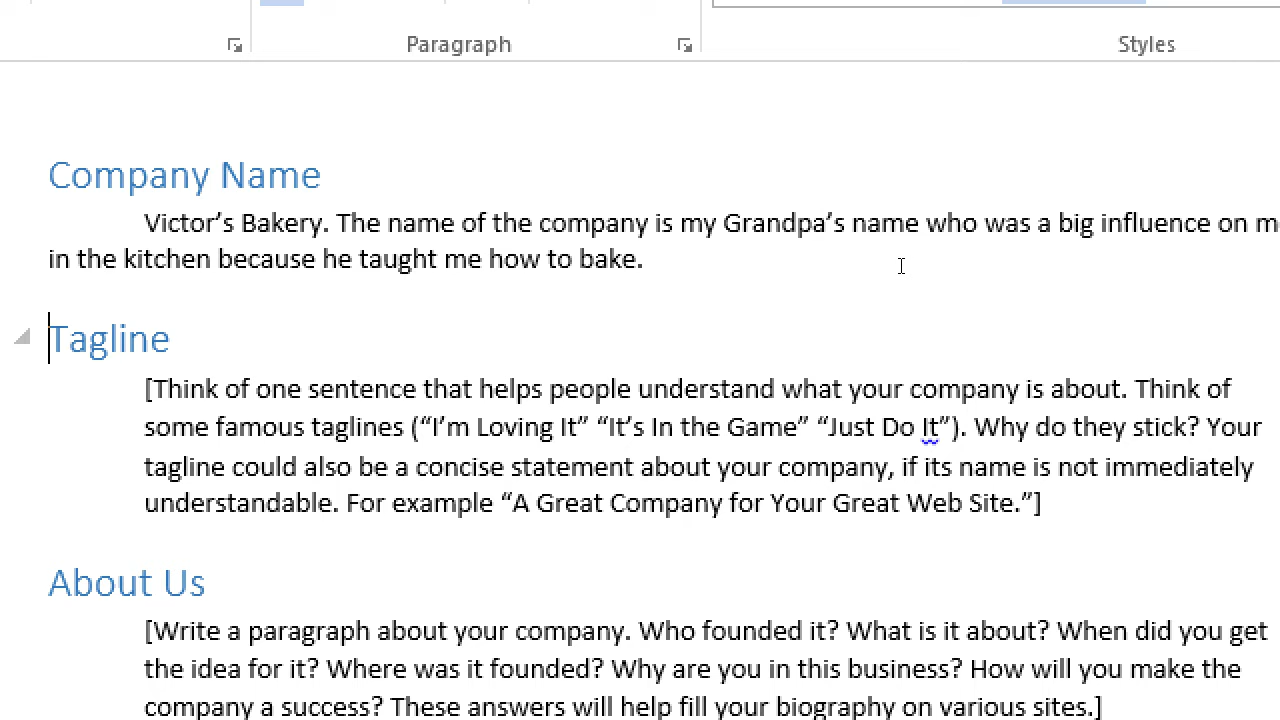 Paragraph
Styles
Company Name
Victor’s Bakery. The name of the company is my Grandpa’s name who was a big influence on
in the kitchen because he taught me how to bake.
Tagline
[Think of one sentence that helps people understand what your company is about. Think of
some famous taglines (“I’m Loving It” “It’s In the Game” “Just Do It”). Why do they stick? Your
tagline could also be a concise statement about your company, if its name is not immediately
understandable. For example “A Great Company for Your Great Web Site.”]
About Us
[Write a paragraph about your company. Who founded it? What is it about? When did you get
the idea for it? Where was it founded? Why are you in this business? How will you make the
company a success? These answers will help fill your biography on various sites.]